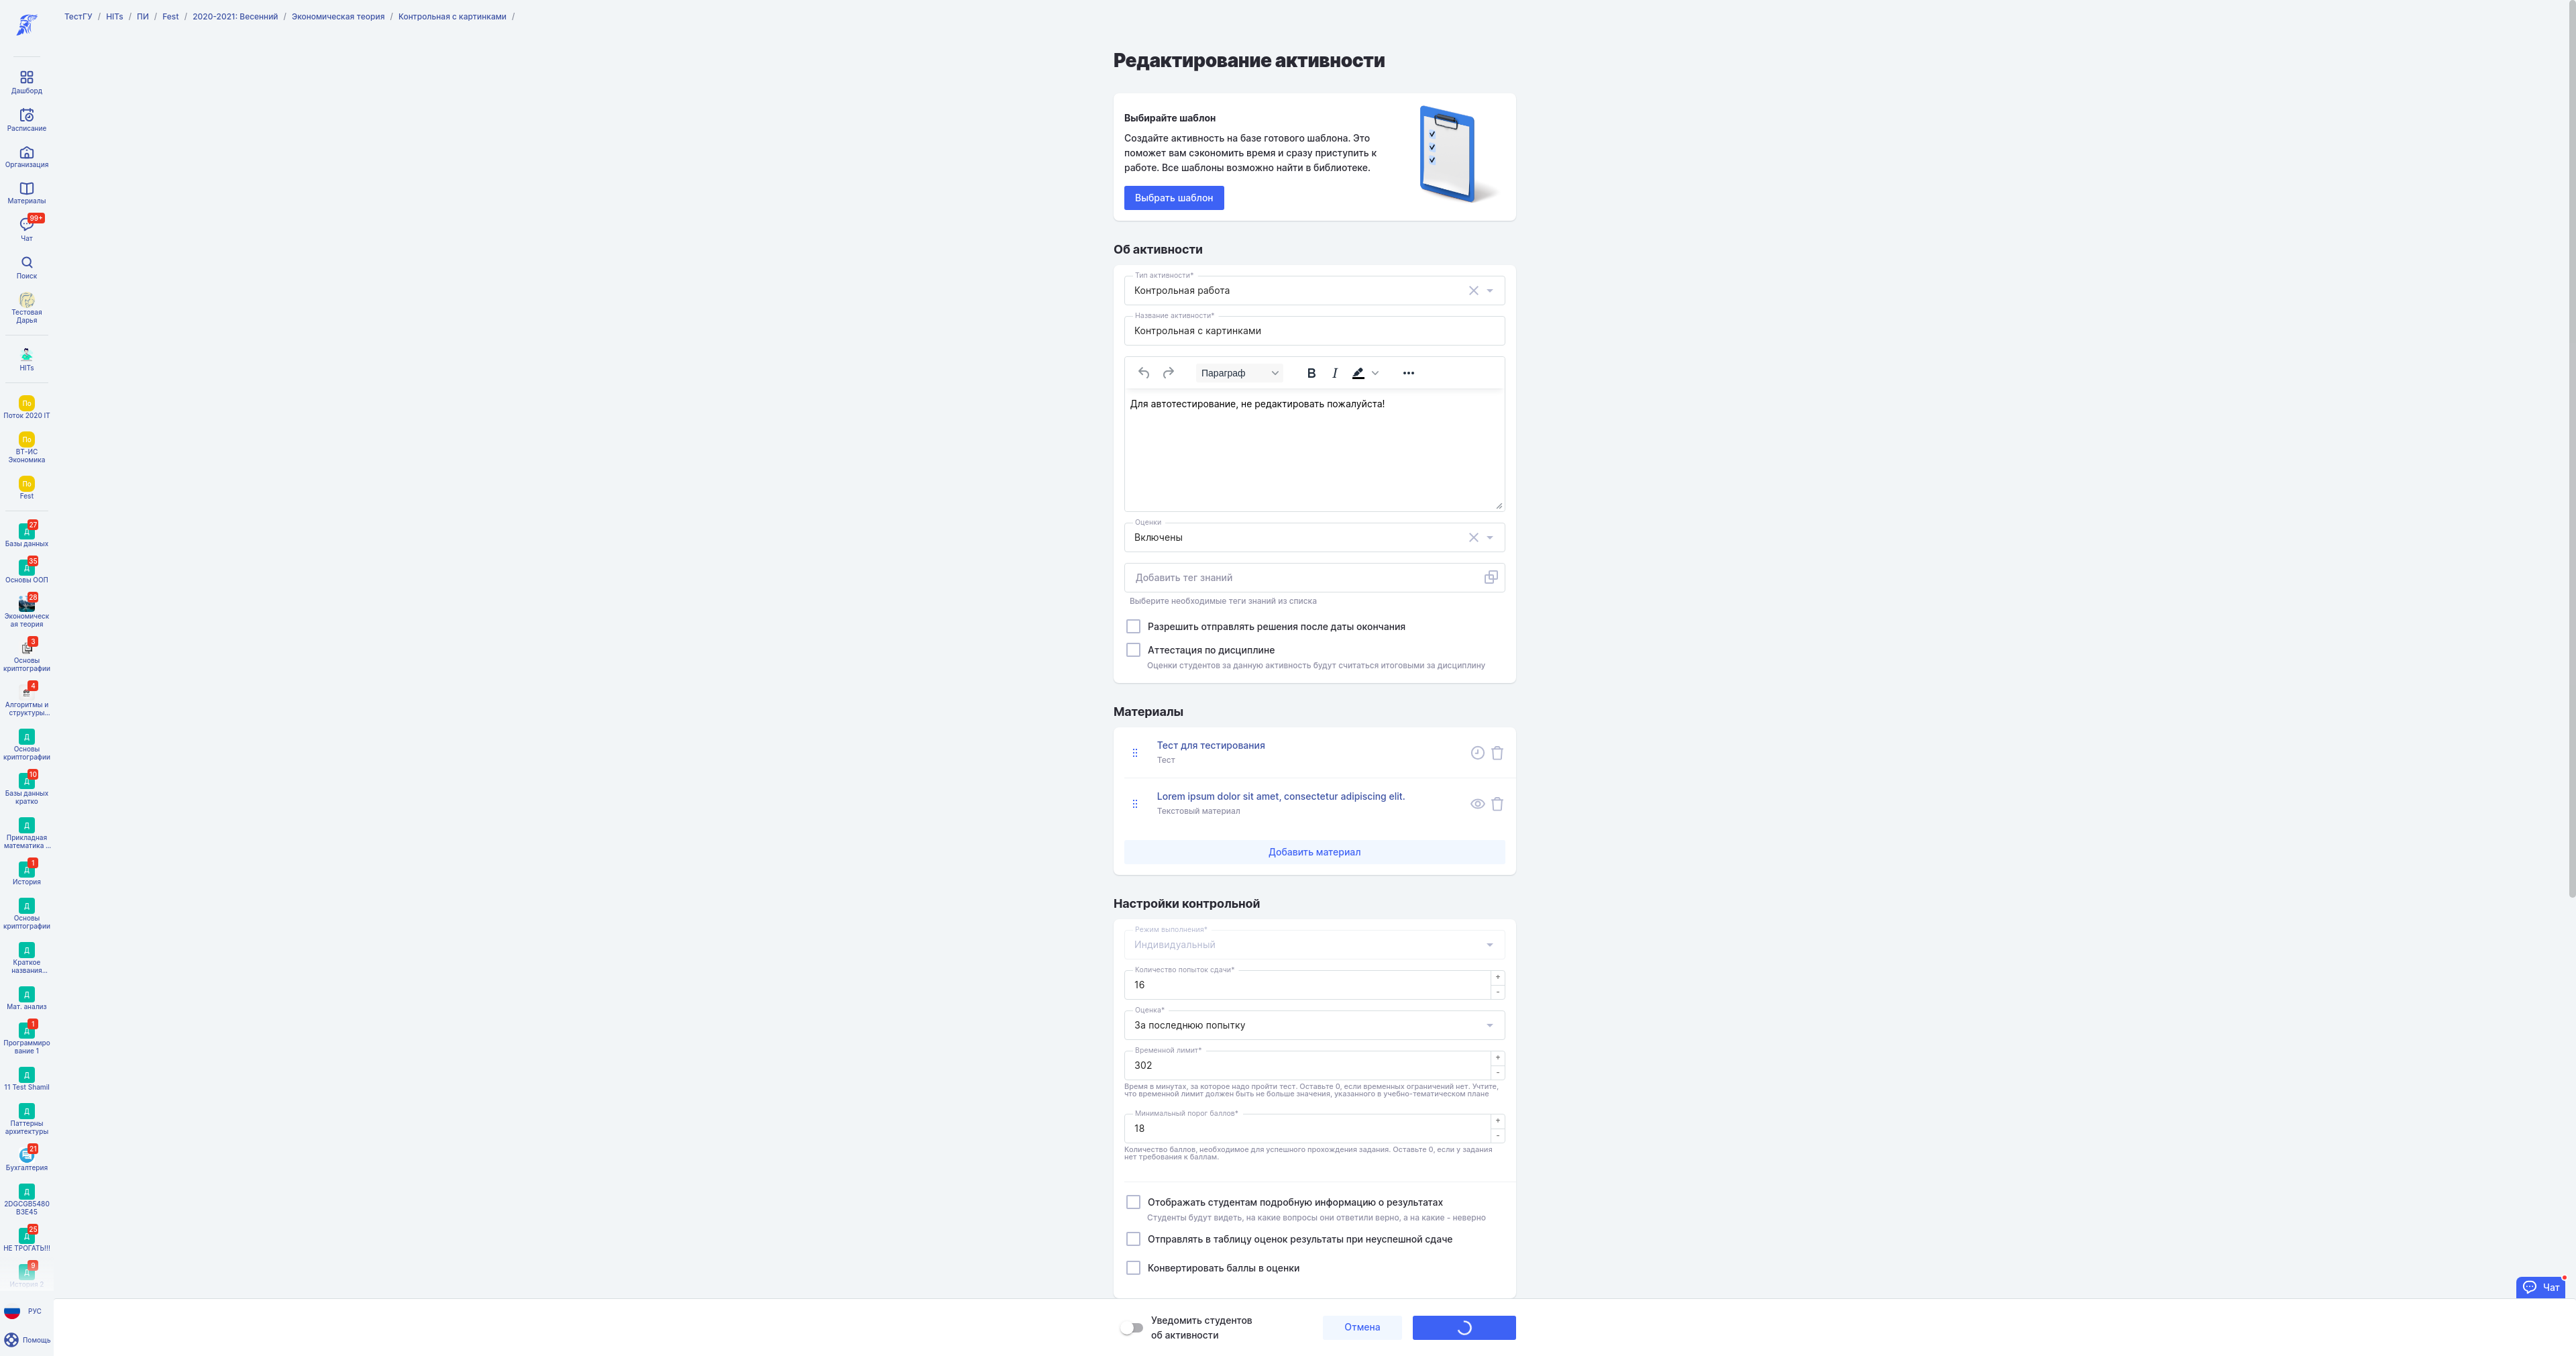 ТестГУ / HITs / ПИ / Fest / 2020-2021: Весенний / Экономическая теория / Контрольная с картинками /
Дашборд
Расписание
Организация
Материалы
99+
Чат
Поиск
Тестовая
Дарья
HITs
По
Поток 2020 IT
По
ВТ-ИС
Экономика
По
Fest
27
Д
Базы данных
35
Д
Основы ООП
28
Экономическ
ая теория
3
Основы
криптографии
4
Алгоритмы и
структуры...
Д
Основы
криптографии
10
Д
Базы данных
кратко
Д
Прикладная
математика ...
1
Д
История
Д
Основы
криптографии
Д
Краткое
названия...
Д
Мат. анализ
1
Д
Программиро
вание 1
Д
11 Test Shamil
Д
Паттерны
архитектуры
21
Бухгалтерия
Д
2DGCGB5480
B3E45
25
Д
НЕ ТРОГАТЬ!!!
9
Д
История 2
РУС
Помощь
Редактирование активности
Выбирайте шаблон
Создайте активность на базе готового шаблона. Это
поможет вам сэкономить время и сразу приступить к
работе. Все шаблоны возможно найти в библиотеке.
Выбрать шаблон
Об активности
Тип активности*
Контрольная работа
Название активности*
Контрольная с картинками
Параграф B I
Для автотестирование, не редактировать пожалуйста!
Оценки
Включены
Добавить тег знаний
Выберите необходимые теги знаний из списка
Разрешить отправлять решения после даты окончания
Аттестация по дисциплине
Оценки студентов за данную активность будут считаться итоговыми за дисциплину
Материалы
Тест для тестирования
Тест
Lorem ipsum dolor sit amet, consectetur adipiscing elit.
Текстовый материал
Добавить материал
Настройки контрольной
Режим выполнения*
Индивидуальный
Количество попыток сдачи*
16
+
-
Оценка*
За последнюю попытку
Временной лимит*
302
+
-
Время в минутах, за которое надо пройти тест. Оставьте 0, если временных ограничений нет. Учтите,
что временной лимит должен быть не больше значения, указанного в учебно-тематическом плане
Минимальный порог баллов*
18
+
-
Количество баллов, необходимое для успешного прохождения задания. Оставьте 0, если у задания
нет требования к баллам.
Отображать студентам подробную информацию о результатах
Студенты будут видеть, на какие вопросы они ответили верно, а на какие - неверно
Отправлять в таблицу оценок результаты при неуспешной сдаче
Конвертировать баллы в оценки
Уведомить студентов
об активности
Отмена
Чат